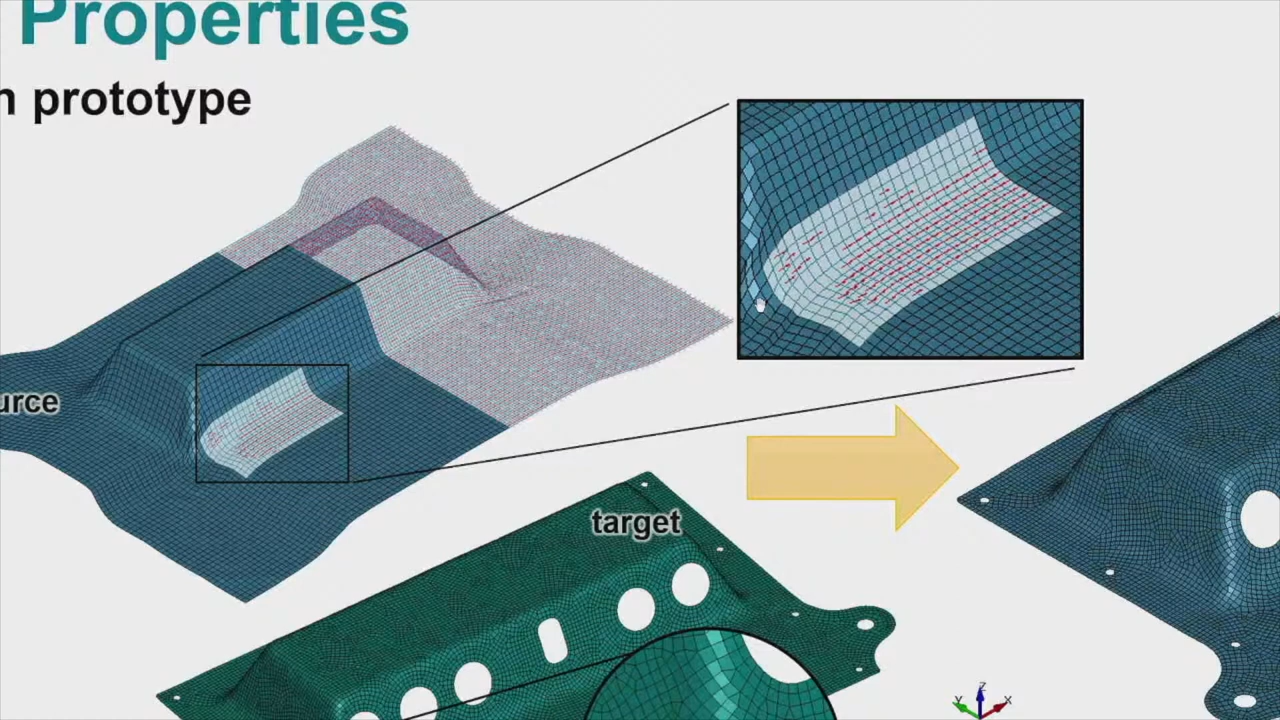 Properties
n prototype
urce
target
Z
Y
X